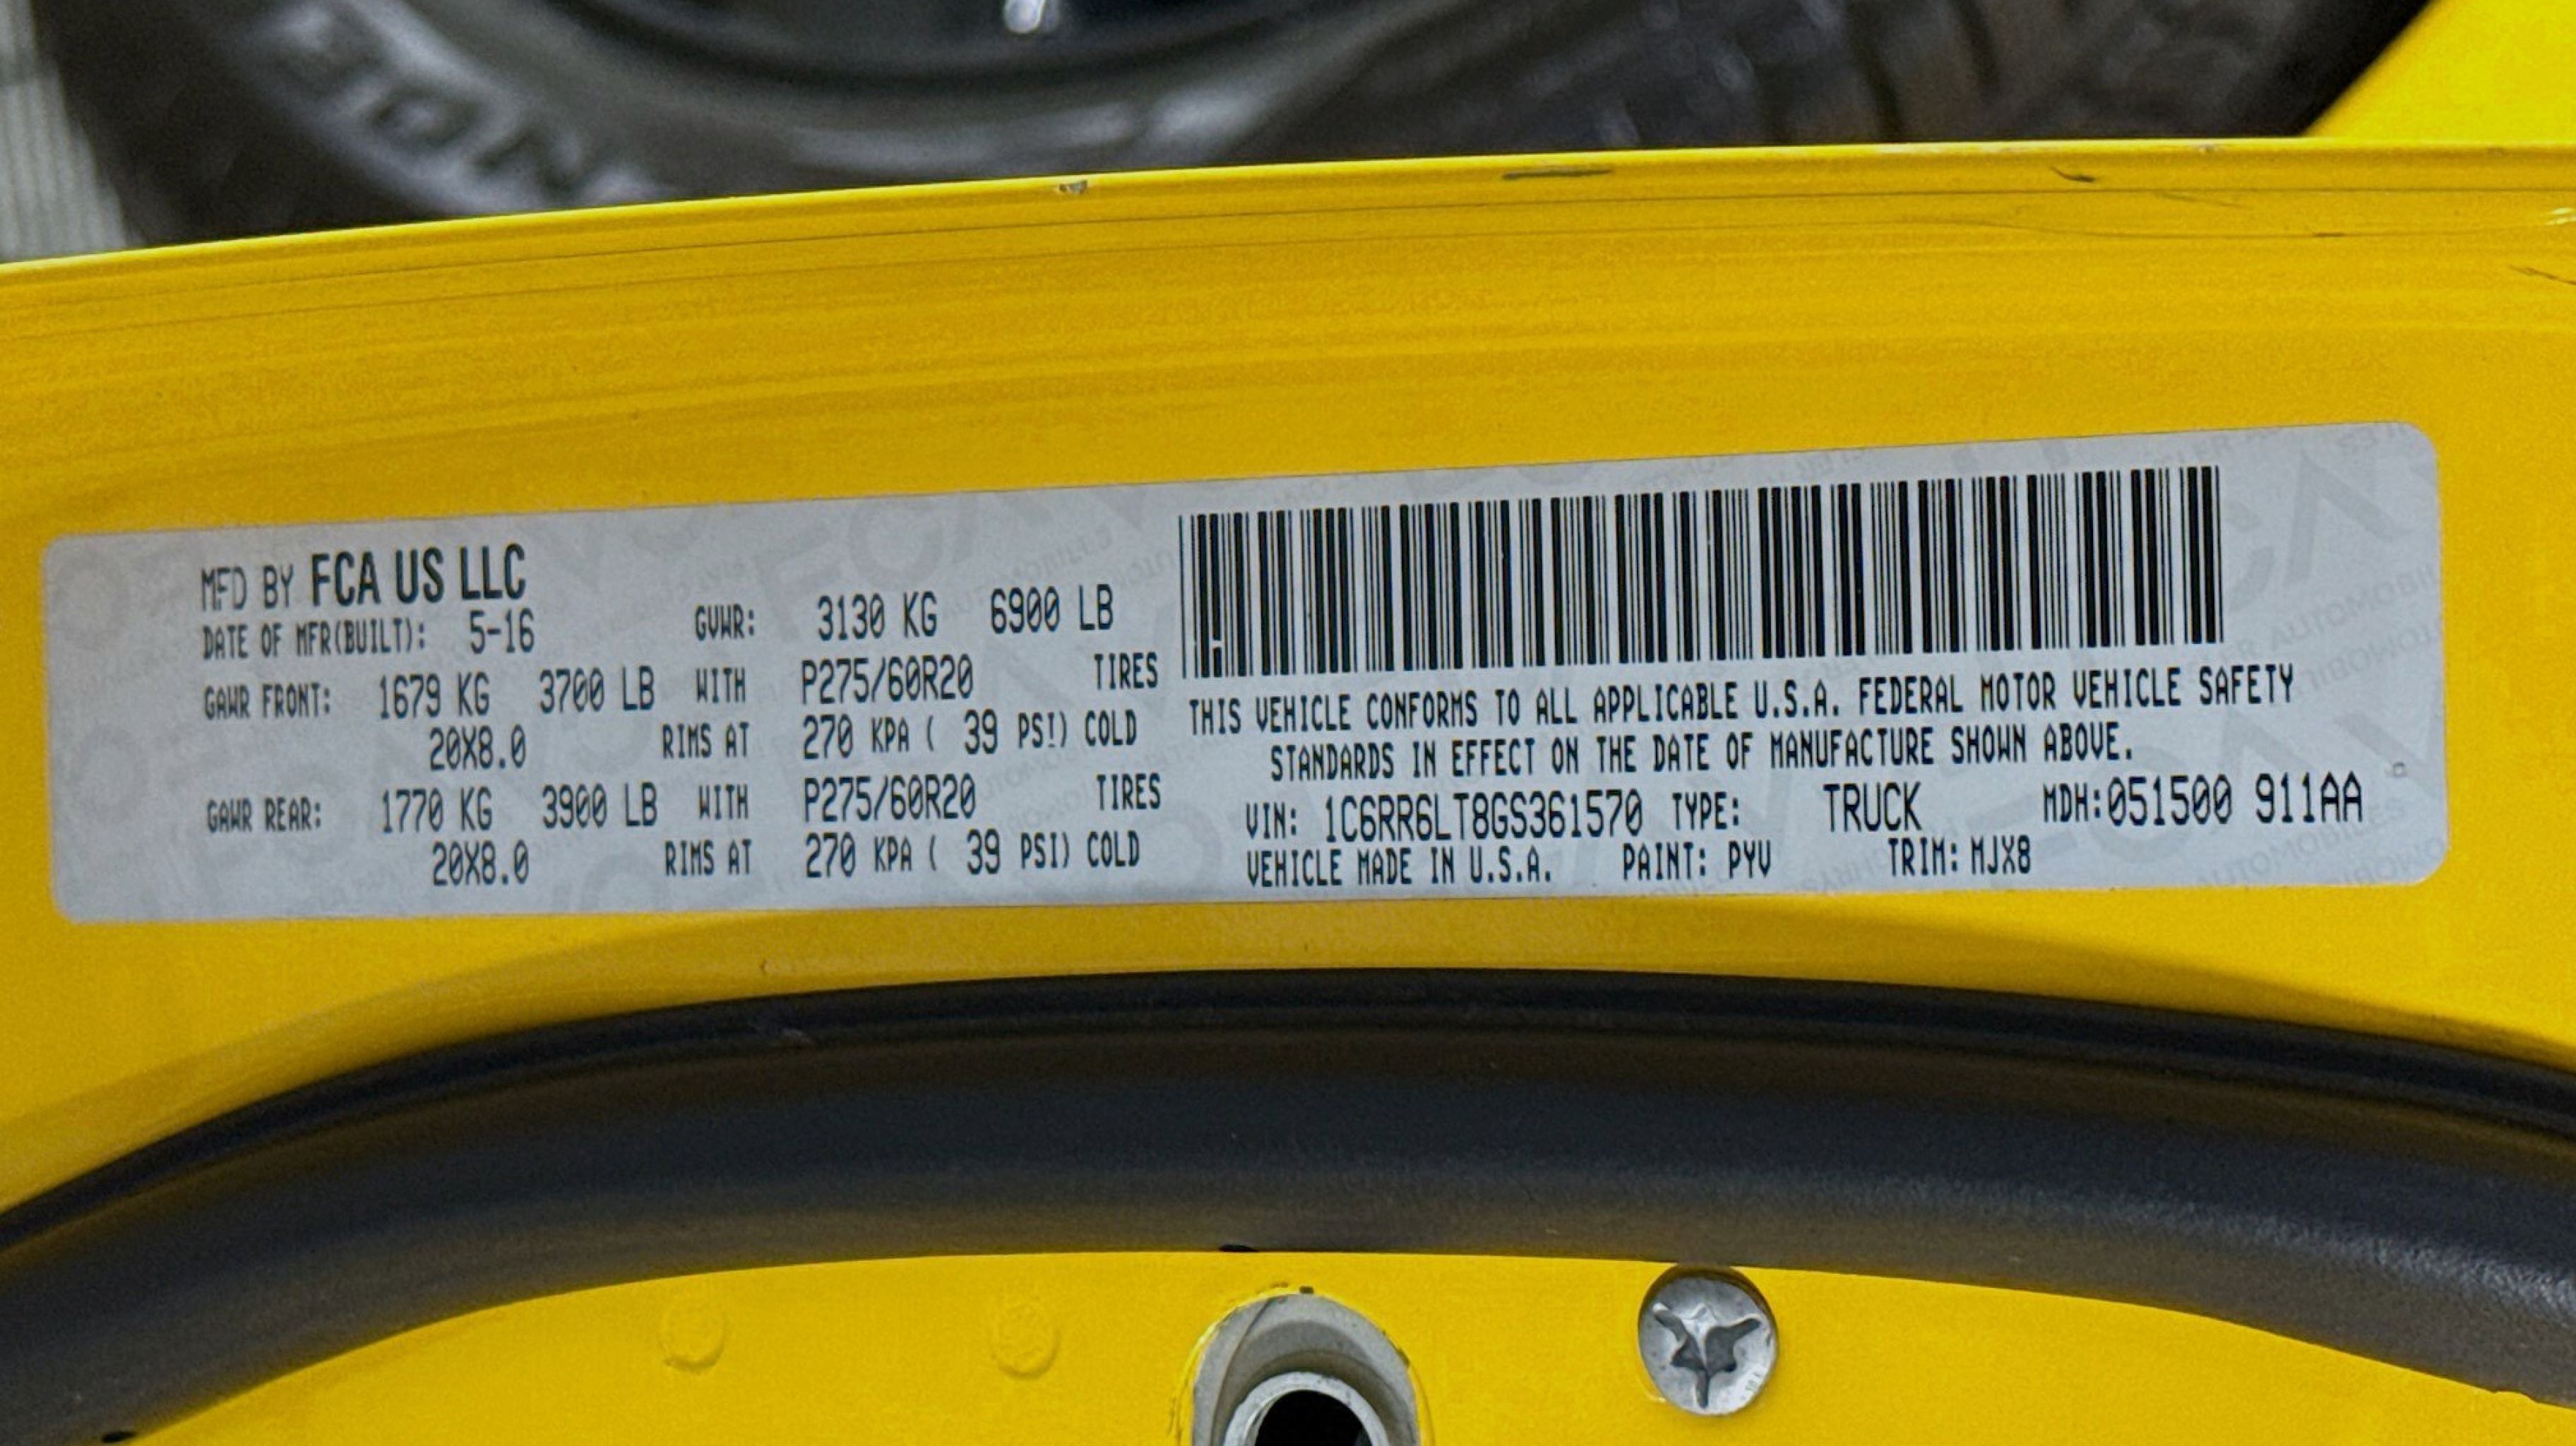 MFD BY FCA US LLC
DATE OF MFR(BUILT): 5-16 GVWR: 3130 KG 6900 LB
GAWR FRONT: 1679 KG 3700 LB WITH P275/60R20 TIRES
20X8.0 RIMS AT 270 KPA ( 39 PSI) COLD
GAWR REAR: 1770 KG 3900 LB WITH P275/60R20 TIRES
20X8.0 RIMS AT 270 KPA ( 39 PSI) COLD
THIS VEHICLE CONFORMS TO ALL APPLICABLE U.S.A. FEDERAL MOTOR VEHICLE SAFETY
STANDARDS IN EFFECT ON THE DATE OF MANUFACTURE SHOWN ABOVE.
VIN: 1C6RR6LT8GS361570 TYPE: TRUCK MDH:051500 911AA
VEHICLE MADE IN U.S.A. PAINT: PYV TRIM: MJX8